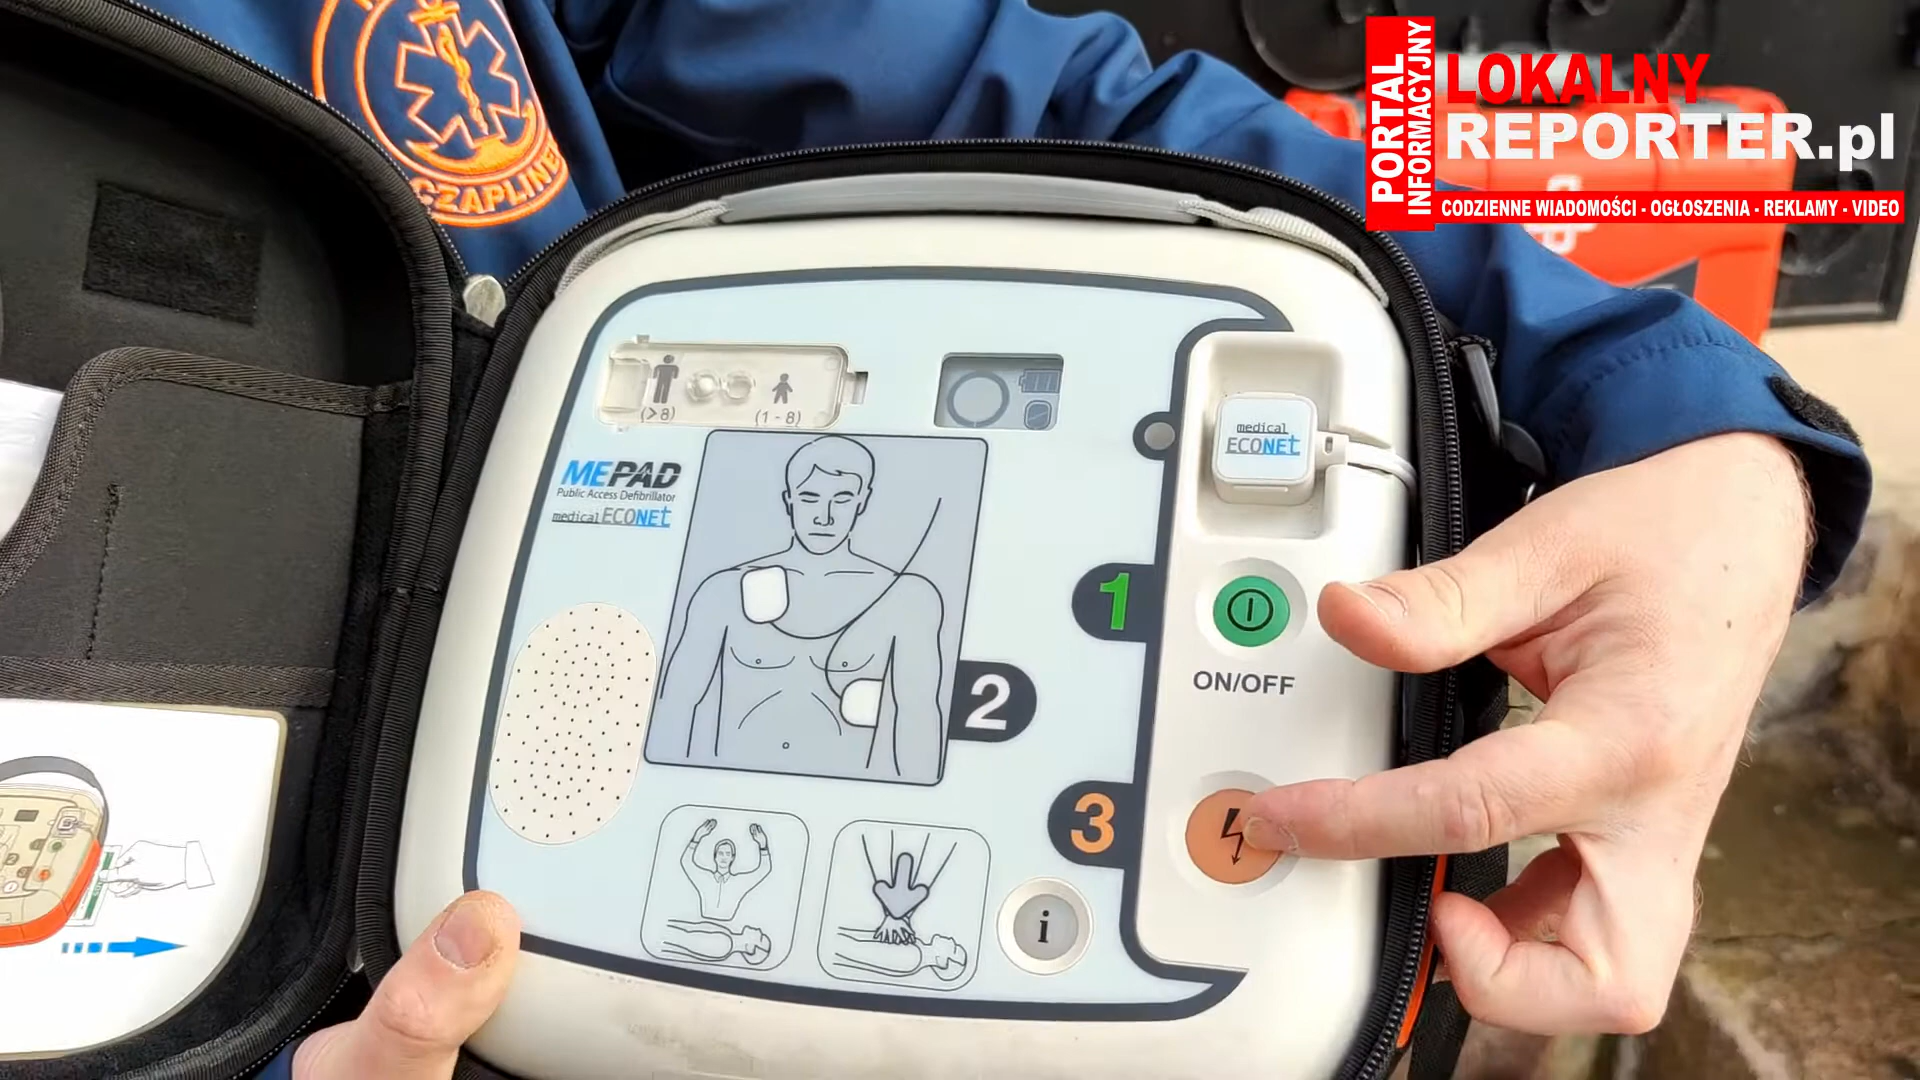 PORTAL
INFORMACYJNY
LOKALNY
REPORTER.pl
CODZIENNE WIADOMOŚCI - OGŁOSZENIA - REKLAMY - VIDEO
(>8)
(1 - 8)
MEPAD
Public Access Defibrillator
medical ECONET
medical
ECONET
1
ON/OFF
2
3
i